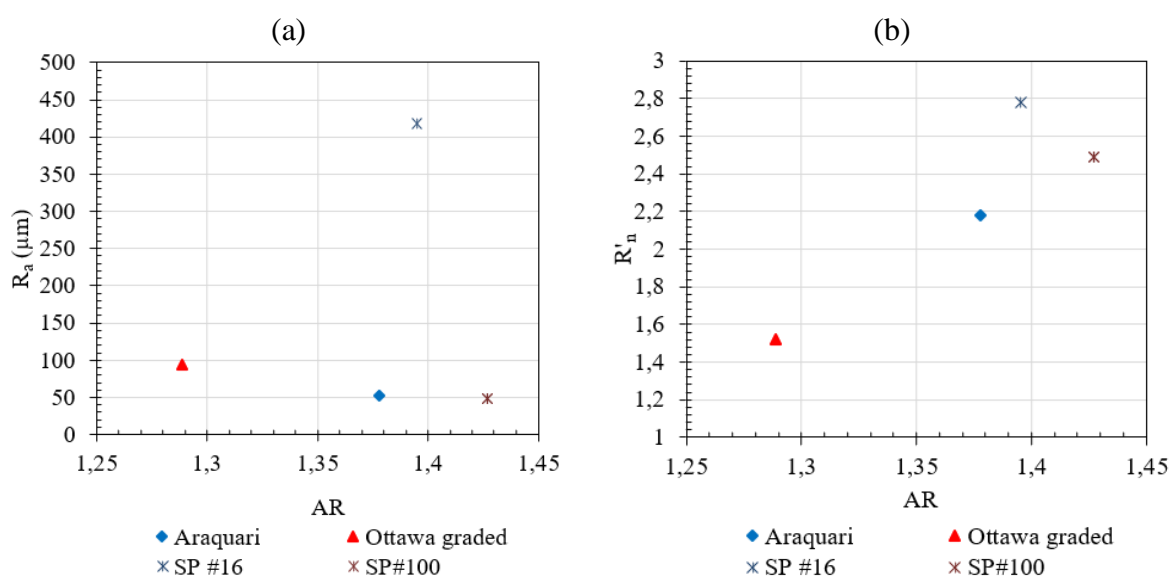 (a)
500
450
400
350
300
250
200
150
100
50
0
R_a (μm)
1,25 1,3 1,35 1,4 1,45
AR
Araquari Ottawa graded
SP #16 SP#100
(b)
3
2,8
2,6
2,4
2,2
2
1,8
1,6
1,4
1,2
1
R'_n
1,25 1,3 1,35 1,4 1,45
AR
Araquari Ottawa graded
SP #16 SP#100